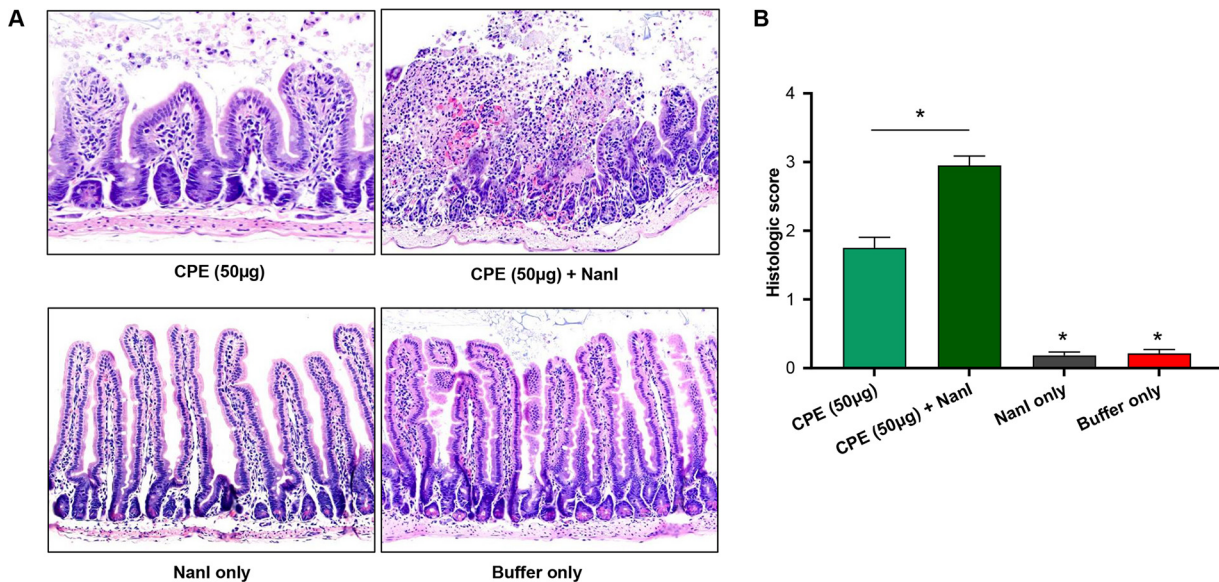 A
CPE (50µg)
CPE (50µg) + NanI
NanI only
Buffer only
B
Histologic score
4
3
2
1
0
*
*
*
CPE (50µg)
CPE (50µg) + NanI
NanI only
Buffer only